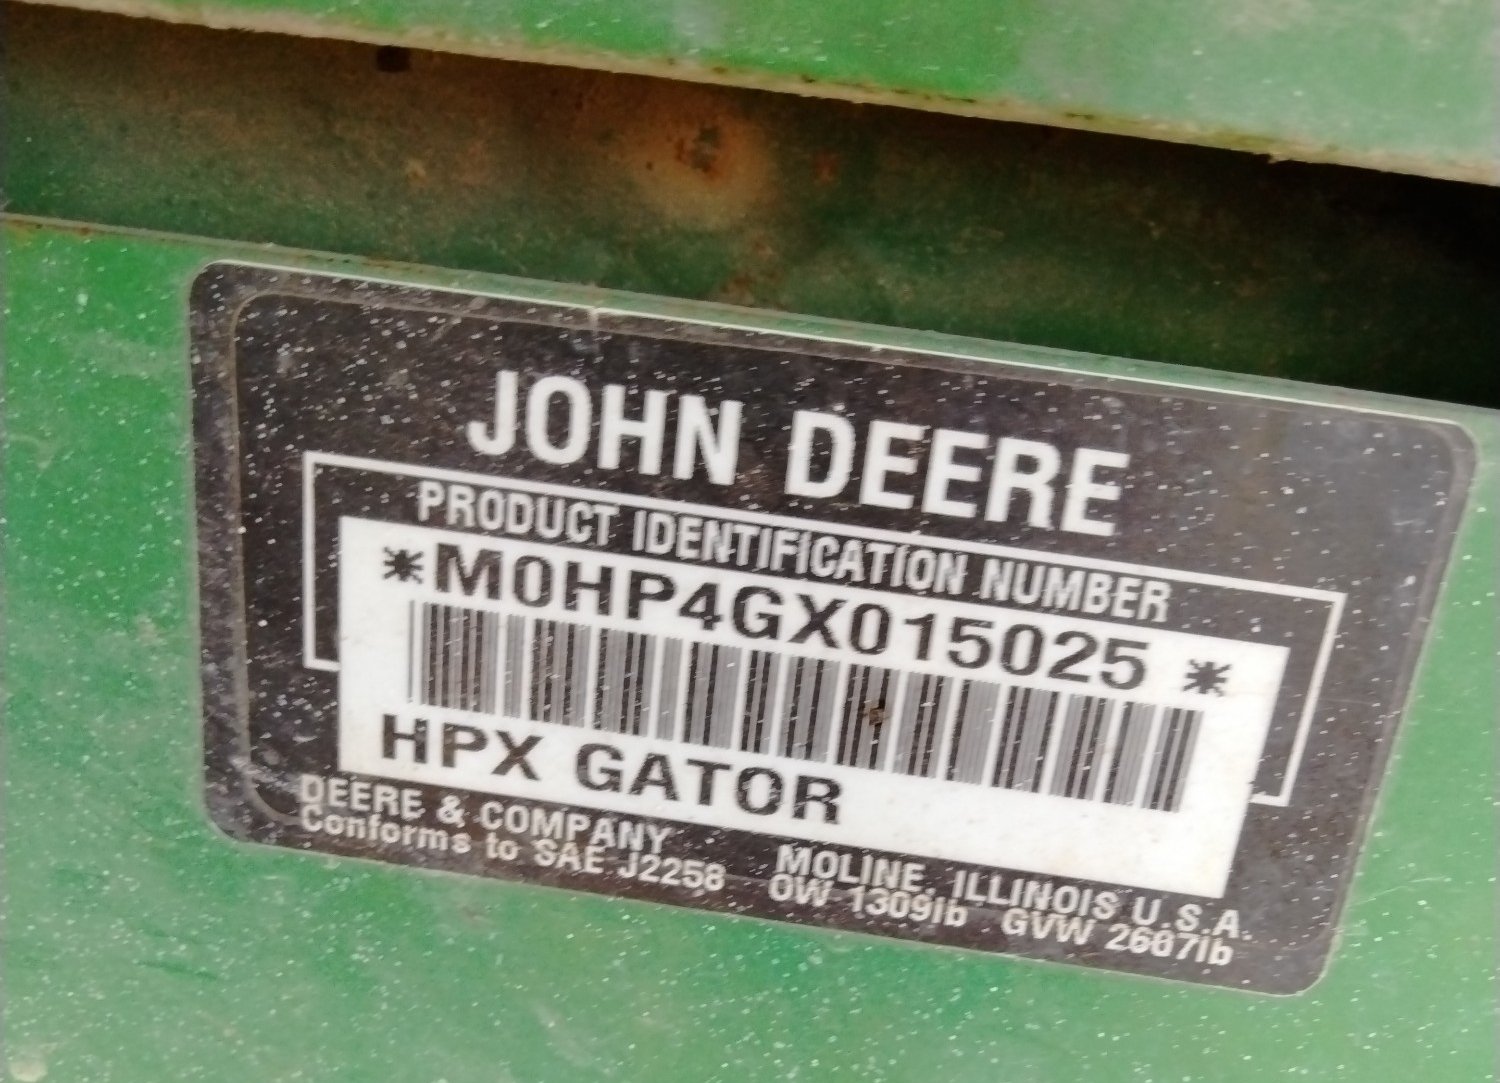 JOHN DEERE
PRODUCT IDENTIFICATION NUMBER
*M0HP4GX015025*
HPX GATOR
DEERE & COMPANY MOLINE, ILLINOIS U.S.A.
Conforms to SAE J2258 OW 1309lb GVW 2607lb